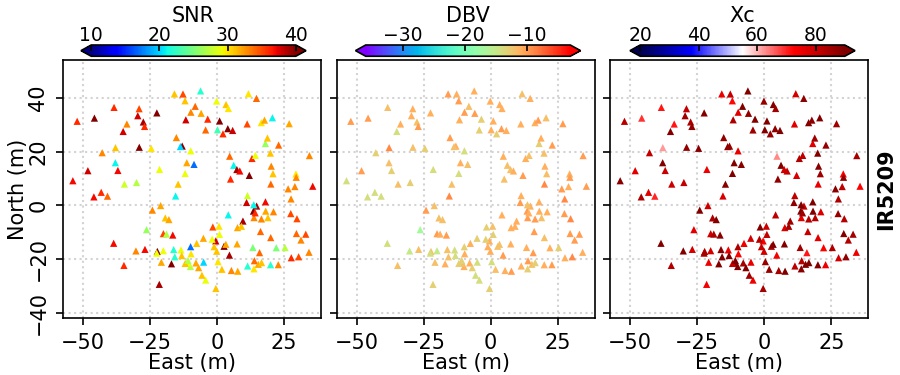 SNR DBV Xc
10 20 30 40 −30 −20 −10 20 40 60 80
40
20
0
−20
−40
North (m)
−50 −25 0 25 −50 −25 0 25 −50 −25 0 25
East (m) East (m) East (m)
IR5209